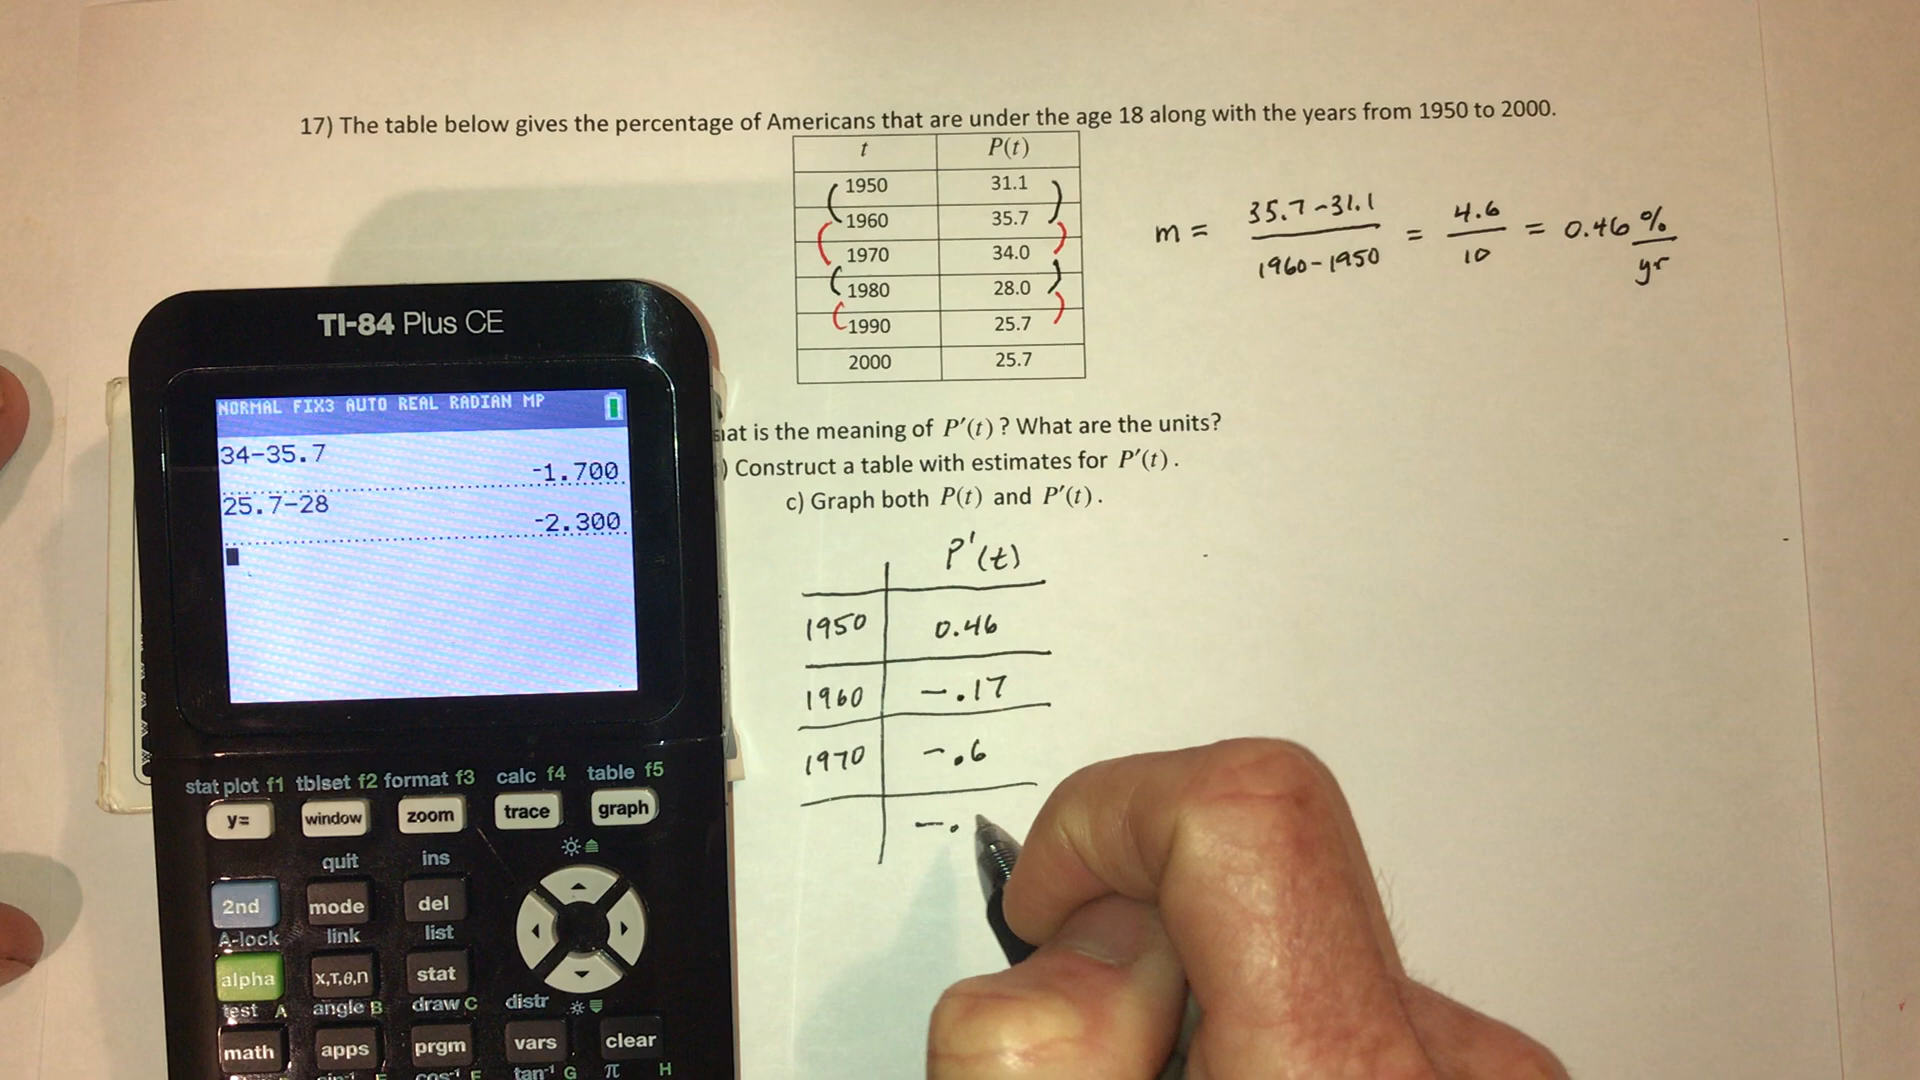 17) The table below gives the percentage of Americans that are under the age 18 along with the years from 1950 to 2000.
t P(t)
1950 31.1
1960 35.7
1970 34.0
1980 28.0
1990 25.7
2000 25.7
m = 35.7-31.1 / 1960-1950 = 4.6 / 10 = 0.46 % / yr
is the meaning of P'(t)? What are the units?
) Construct a table with estimates for P'(t).
c) Graph both P(t) and P'(t).
P'(t)
1950 0.46
1960 -.17
1970 -.6
-.
TI-84 Plus CE
NORMAL FIX3 AUTO REAL RADIAN MP
34-35.7
-1.700
25.7-28
-2.300
stat plot f1 tblset f2 format f3 calc f4 table f5
y= window zoom trace graph
quit ins
2nd mode del
A-lock link list
alpha X,T,θ,n stat
test A angle B draw C distr
math apps prgm vars clear
cos⁻¹ F tan⁻¹ G π H